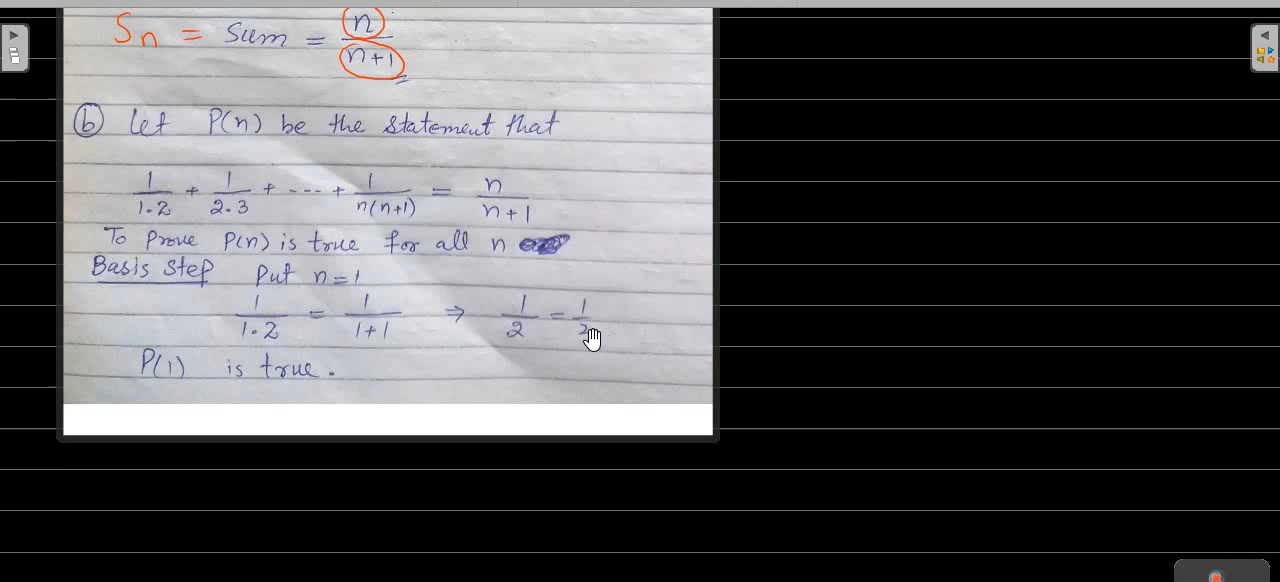 Sn = Sum = n/(n+1)
(b) Let P(n) be the statement that
1/(1.2) + 1/(2.3) + ---- + 1/(n(n+1)) = n/(n+1)
To Prove P(n) is true for all n
Basis Step Put n=1
1/(1.2) = 1/(1+1) ⇒ 1/2 = 1/2
P(1) is true.